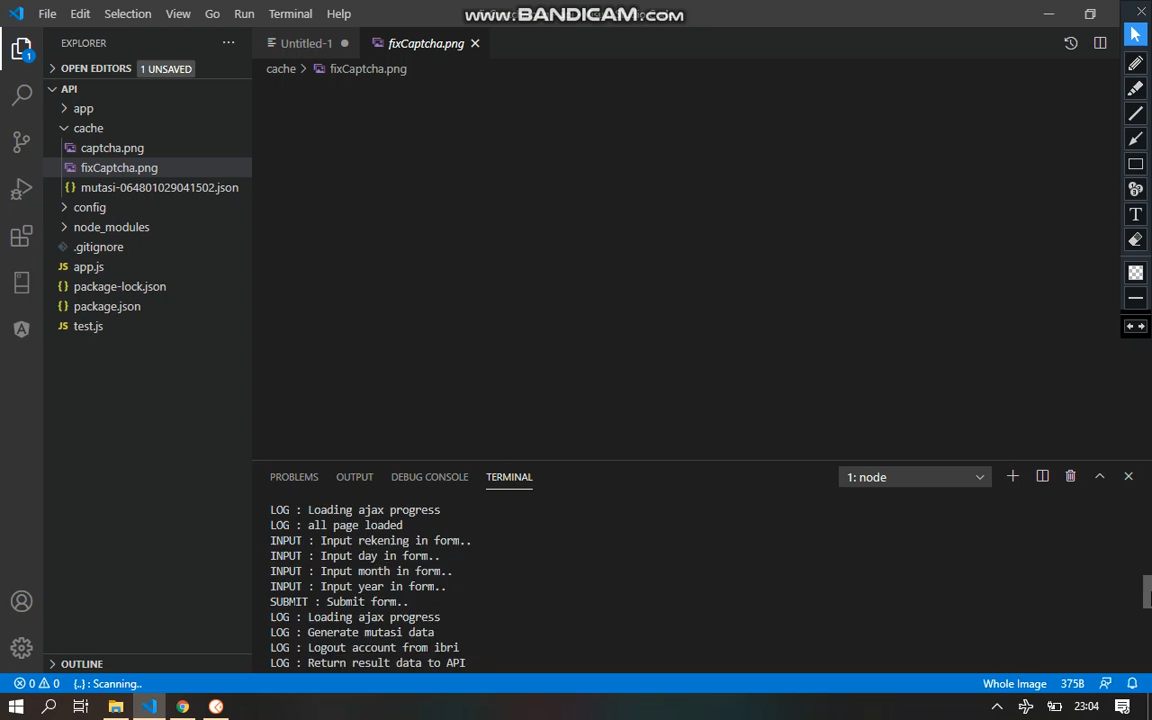 File Edit Selection View Go Run Terminal Help
www.BANDICAM.com
EXPLORER
Untitled-1
fixCaptcha.png
OPEN EDITORS 1 UNSAVED
cache > fixCaptcha.png
API
app
cache
captcha.png
fixCaptcha.png
{} mutasi-064801029041502.json
config
node_modules
.gitignore
JS app.js
{} package-lock.json
{} package.json
JS test.js
OUTLINE
1
PROBLEMS OUTPUT DEBUG CONSOLE TERMINAL
1: node
LOG : Loading ajax progress
LOG : all page loaded
INPUT : Input rekening in form..
INPUT : Input day in form..
INPUT : Input month in form..
INPUT : Input year in form..
SUBMIT : Submit form..
LOG : Loading ajax progress
LOG : Generate mutasi data
LOG : Logout account from ibri
LOG : Return result data to API
0 0 {..} : Scanning..
Whole Image 375B
23:04
T